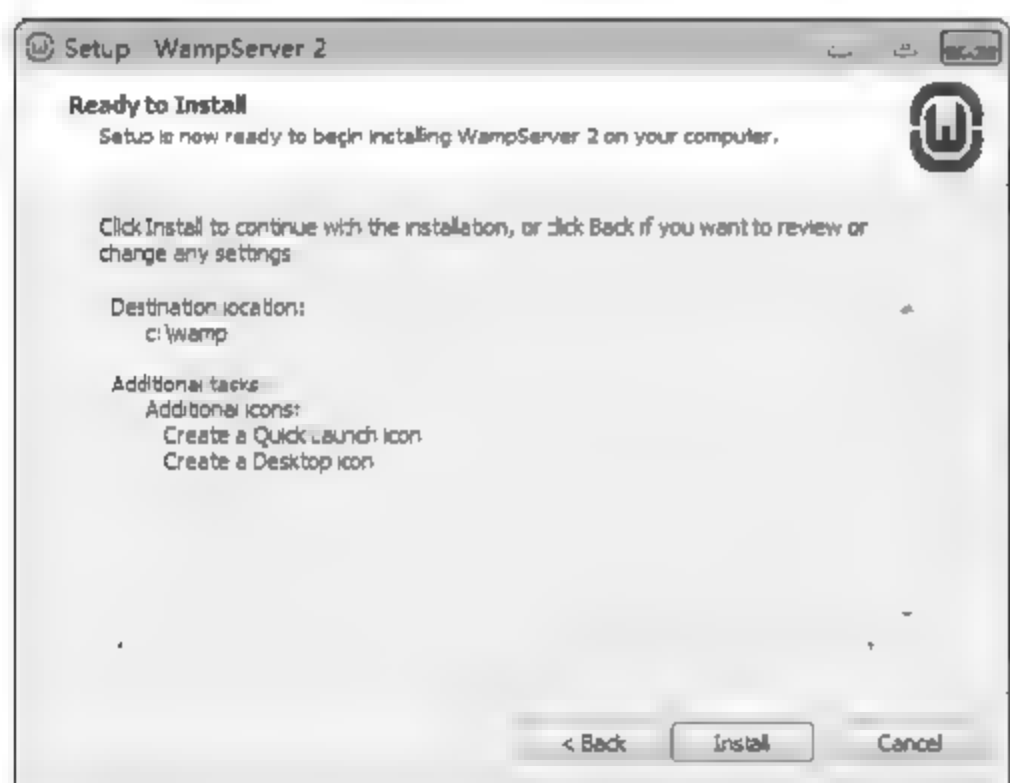 Setup WampServer 2
Ready to Install
Setup is now ready to begin installing WampServer 2 on your computer.
Click Install to continue with the installation, or click Back if you want to review or
change any settings
Destination location:
c:\wamp
Additional tasks
Additional icons:
Create a Quick Launch icon
Create a Desktop icon
< Back Install Cancel